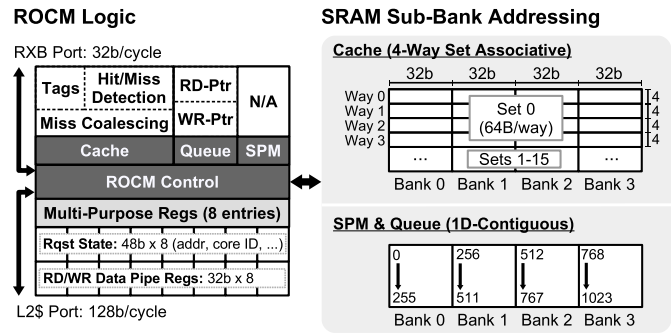 ROCM Logic
RXB Port: 32b/cycle
Tags
Hit/Miss
Detection
Miss Coalescing
RD-Ptr
WR-Ptr
N/A
Cache
Queue
SPM
ROCM Control
Multi-Purpose Regs (8 entries)
Rqst State: 48b x 8 (addr, core ID, ...)
RD/WR Data Pipe Regs: 32b x 8
L2$ Port: 128b/cycle
SRAM Sub-Bank Addressing
Cache (4-Way Set Associative)
32b 32b 32b 32b
Way 0
Way 1
Way 2
Way 3
Set 0
(64B/way)
4
4
4
4
... Sets 1-15 ...
Bank 0 Bank 1 Bank 2 Bank 3
SPM & Queue (1D-Contiguous)
0 256 512 768
255 511 767 1023
Bank 0 Bank 1 Bank 2 Bank 3